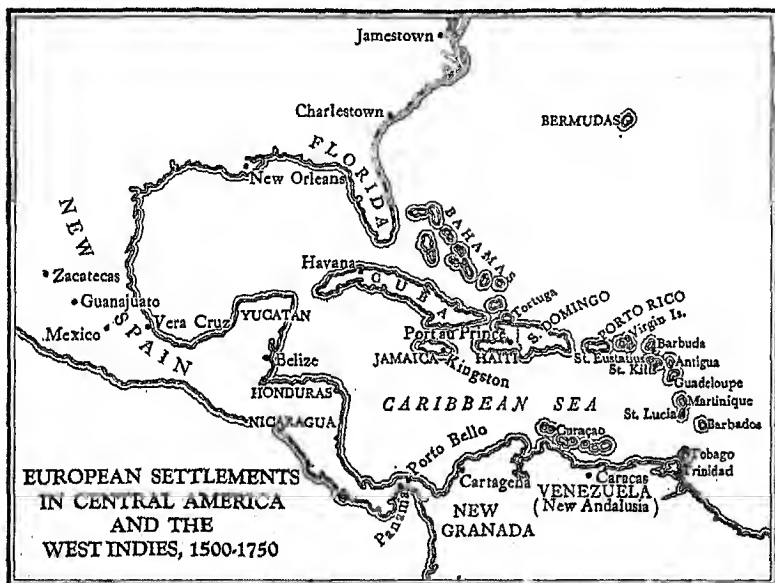 Jamestown
Charlestown
BERMUDAS
FLORIDA
New Orleans
NEW SPAIN
BAHAMAS
Zacatecas
Guanajuato
Mexico
Vera Cruz
YUCATAN
Havana
CUBA
Tortuga
S. DOMINGO
PORTO RICO
Virgin Is.
Port au Prince
HAITI
JAMAICA
Kingston
St. Eustatius
St. Kitts
Barbuda
Antigua
Guadeloupe
Martinique
St. Lucia
Barbados
Belize
HONDURAS
NICARAGUA
CARIBBEAN SEA
Curaçao
Porto Bello
Panama
Cartagena
Caracas
Tobago
Trinidad
VENEZUELA
(New Andalusia)
NEW
GRANADA
EUROPEAN SETTLEMENTS
IN CENTRAL AMERICA
AND THE
WEST INDIES, 1500-1750